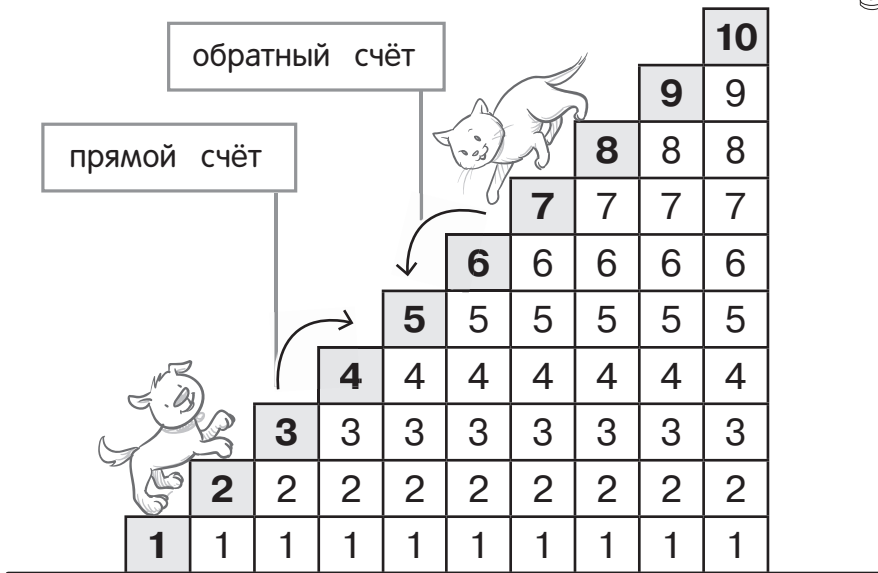 обратный счёт
прямой счёт
10
9 9
8 8 8
7 7 7 7
6 6 6 6 6
5 5 5 5 5 5
4 4 4 4 4 4 4
3 3 3 3 3 3 3 3
2 2 2 2 2 2 2 2 2
1 1 1 1 1 1 1 1 1 1